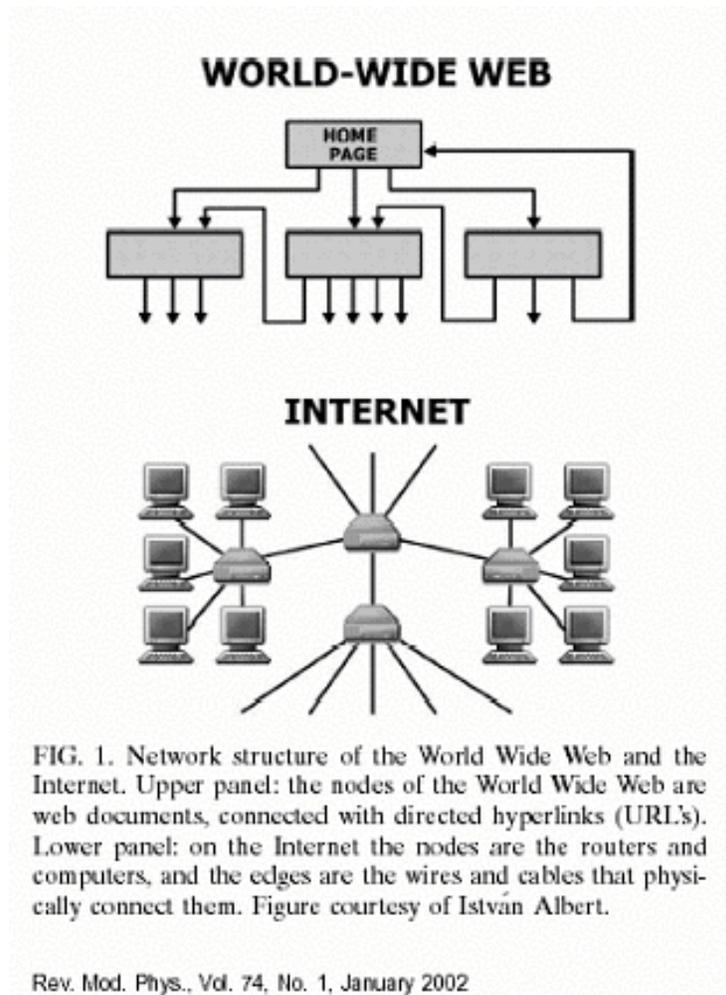 WORLD-WIDE WEB
HOME
PAGE
INTERNET
FIG. 1. Network structure of the World Wide Web and the
Internet. Upper panel: the nodes of the World Wide Web are
web documents, connected with directed hyperlinks (URL's).
Lower panel: on the Internet the nodes are the routers and
computers, and the edges are the wires and cables that physi-
cally connect them. Figure courtesy of István Albert.
Rev. Mod. Phys., Vol. 74, No. 1, January 2002